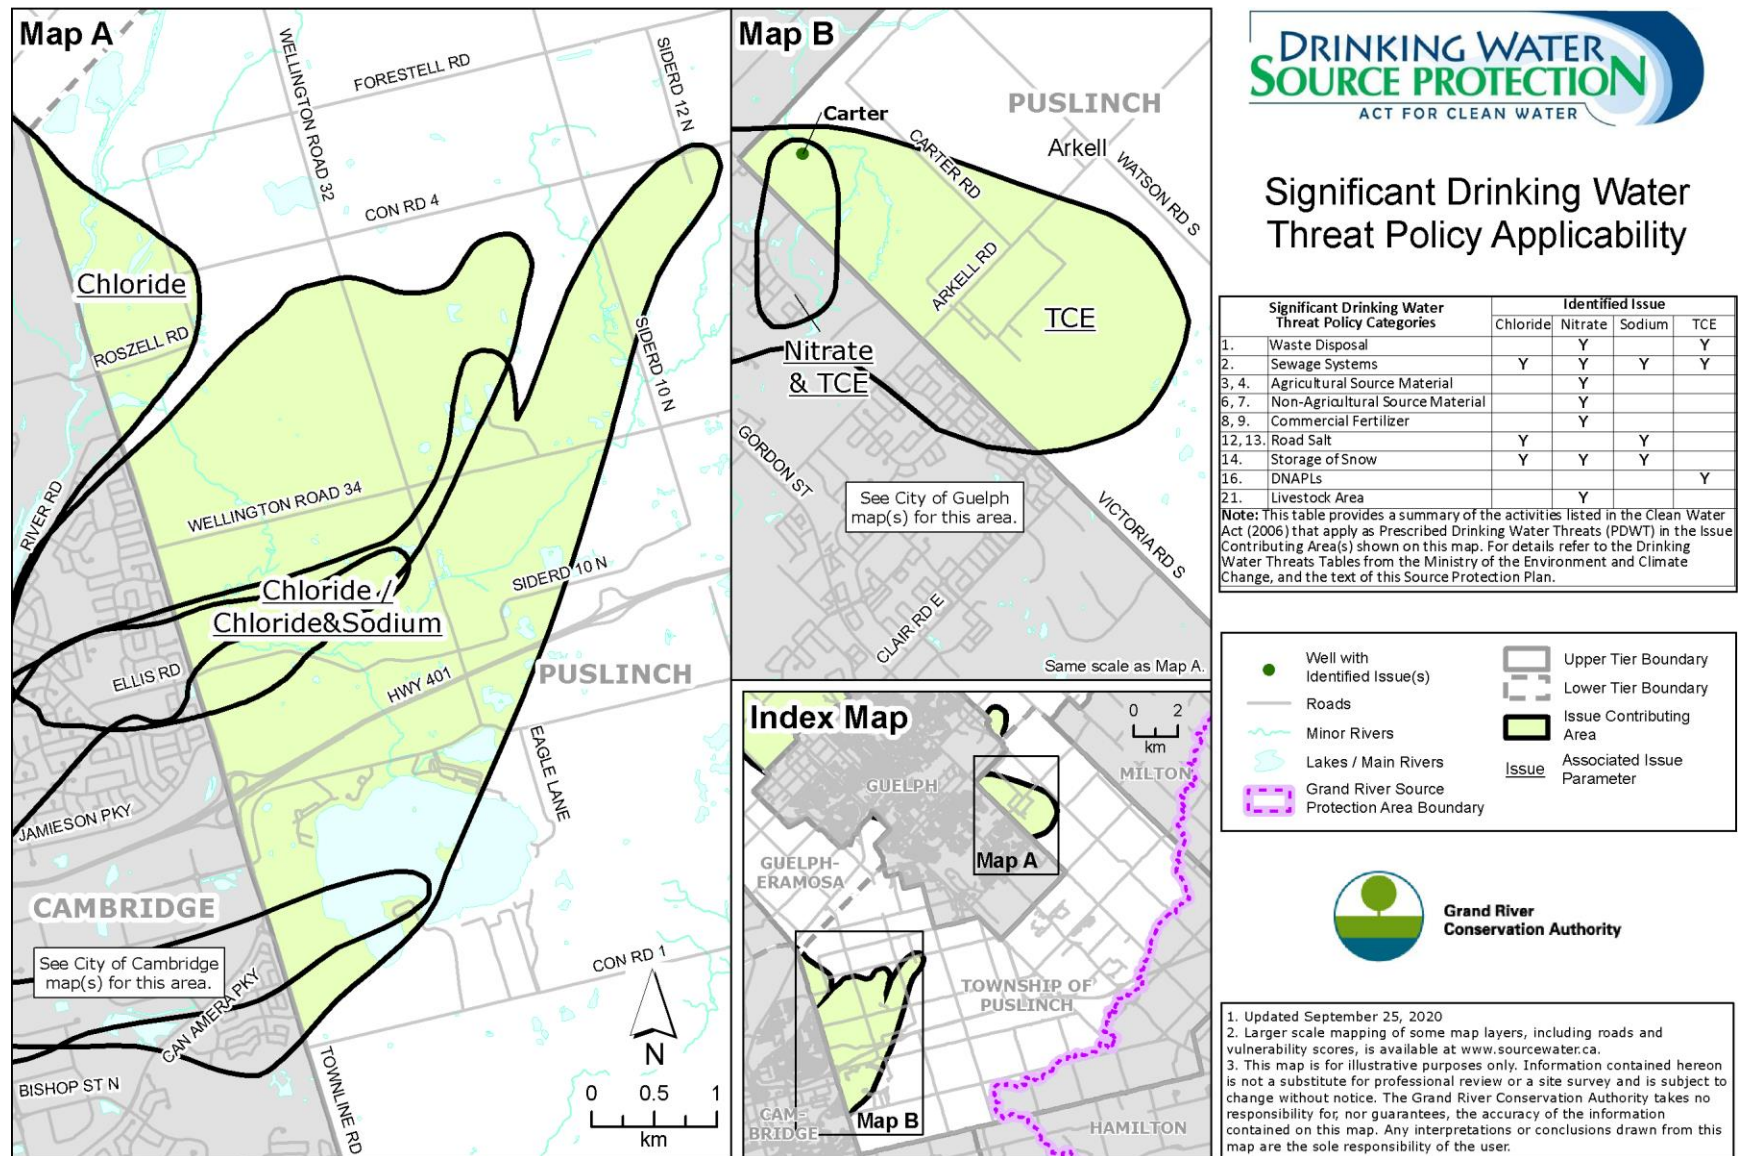 Map A
WELLINGTON ROAD 32
FORESTELL RD
SIDERD 12 N
CON RD 4
Chloride
ROSZELL RD
SIDERD 10 N
RIVER RD
WELLINGTON ROAD 34
SIDERD 10 N
Chloride /
Chloride&Sodium
ELLIS RD
HWY 401
PUSLINCH
EAGLE LANE
JAMIESON PKY
CAMBRIDGE
See City of Cambridge
map(s) for this area.
CAN AMERA PKY
CON RD 1
BISHOP ST N
TOWNLINE RD
N
0 0.5 1
km
Map B
Carter
PUSLINCH
Arkell
CARTER RD
WATSON RD S
ARKELL RD
TCE
Nitrate
& TCE
GORDON ST
See City of Guelph
map(s) for this area.
VICTORIA RD S
CLAIR RD E
Same scale as Map A.
Index Map
0 2
km
GUELPH
MILTON
Map A
GUELPH-
ERAMOSA
TOWNSHIP OF
PUSLINCH
CAM-
BRIDGE
Map B
HAMILTON
DRINKING WATER
SOURCE PROTECTION
ACT FOR CLEAN WATER
Significant Drinking Water
Threat Policy Applicability
Significant Drinking Water
Threat Policy Categories
Identified Issue
Chloride Nitrate Sodium TCE
1. Waste Disposal Y Y
2. Sewage Systems Y Y Y Y
3, 4. Agricultural Source Material Y
6, 7. Non-Agricultural Source Material Y
8, 9. Commercial Fertilizer Y
12, 13. Road Salt Y Y
14. Storage of Snow Y Y Y
16. DNAPLs Y
21. Livestock Area Y
Note: This table provides a summary of the activities listed in the Clean Water
Act (2006) that apply as Prescribed Drinking Water Threats (PDWT) in the Issue
Contributing Area(s) shown on this map. For details refer to the Drinking
Water Threats Tables from the Ministry of the Environment and Climate
Change, and the text of this Source Protection Plan.
Well with
Identified Issue(s)
Roads
Minor Rivers
Lakes / Main Rivers
Grand River Source
Protection Area Boundary
Upper Tier Boundary
Lower Tier Boundary
Issue Contributing
Area
Issue
Associated Issue
Parameter
Grand River
Conservation Authority
1. Updated September 25, 2020
2. Larger scale mapping of some map layers, including roads and
vulnerability scores, is available at www.sourcewater.ca.
3. This map is for illustrative purposes only. Information contained hereon
is not a substitute for professional review or a site survey and is subject to
change without notice. The Grand River Conservation Authority takes no
responsibility for, nor guarantees, the accuracy of the information
contained on this map. Any interpretations or conclusions drawn from this
map are the sole responsibility of the user.